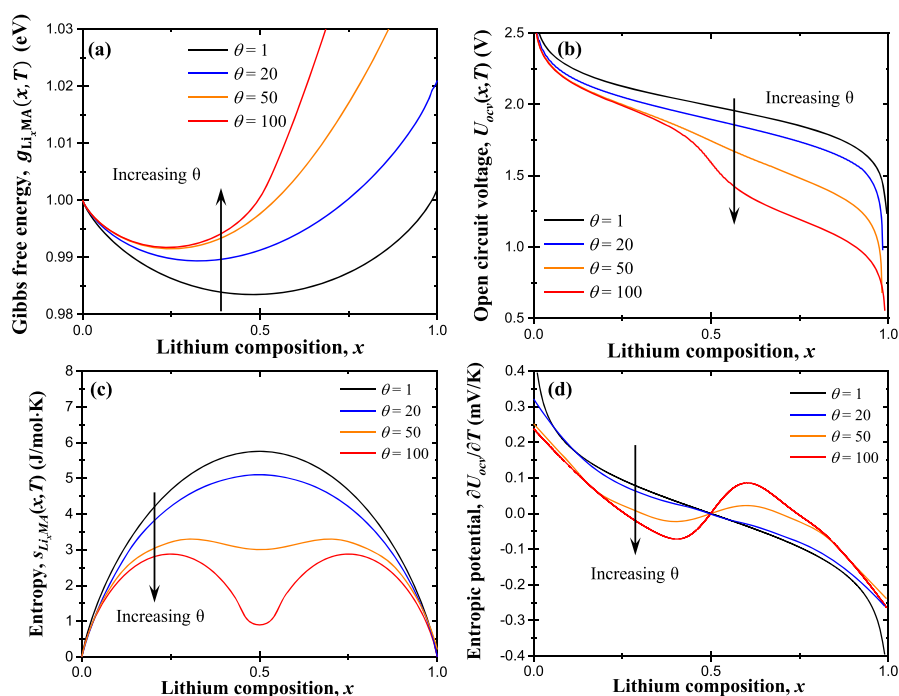 (a)
θ = 1
θ = 20
θ = 50
θ = 100
Increasing θ
Gibbs free energy, g_{Li_xMA}(x,T) (eV)
1.03
1.02
1.01
1.00
0.99
0.98
0.0
0.5
1.0
Lithium composition, x
(b)
Increasing θ
θ = 1
θ = 20
θ = 50
θ = 100
Open circuit voltage, U_{ocv}(x,T) (V)
2.5
2.0
1.5
1.0
0.5
0.0
0.5
1.0
Lithium composition, x
(c)
θ = 1
θ = 20
θ = 50
θ = 100
Increasing θ
Entropy, s_{Li_xMA}(x,T) (J/mol·K)
8
7
6
5
4
3
2
1
0
0.0
0.5
1.0
Lithium composition, x
(d)
θ = 1
θ = 20
θ = 50
θ = 100
Increasing θ
Entropic potential, ∂U_{ocv}/∂T (mV/K)
0.4
0.3
0.2
0.1
0.0
-0.1
-0.2
-0.3
-0.4
0.0
0.5
1.0
Lithium composition, x